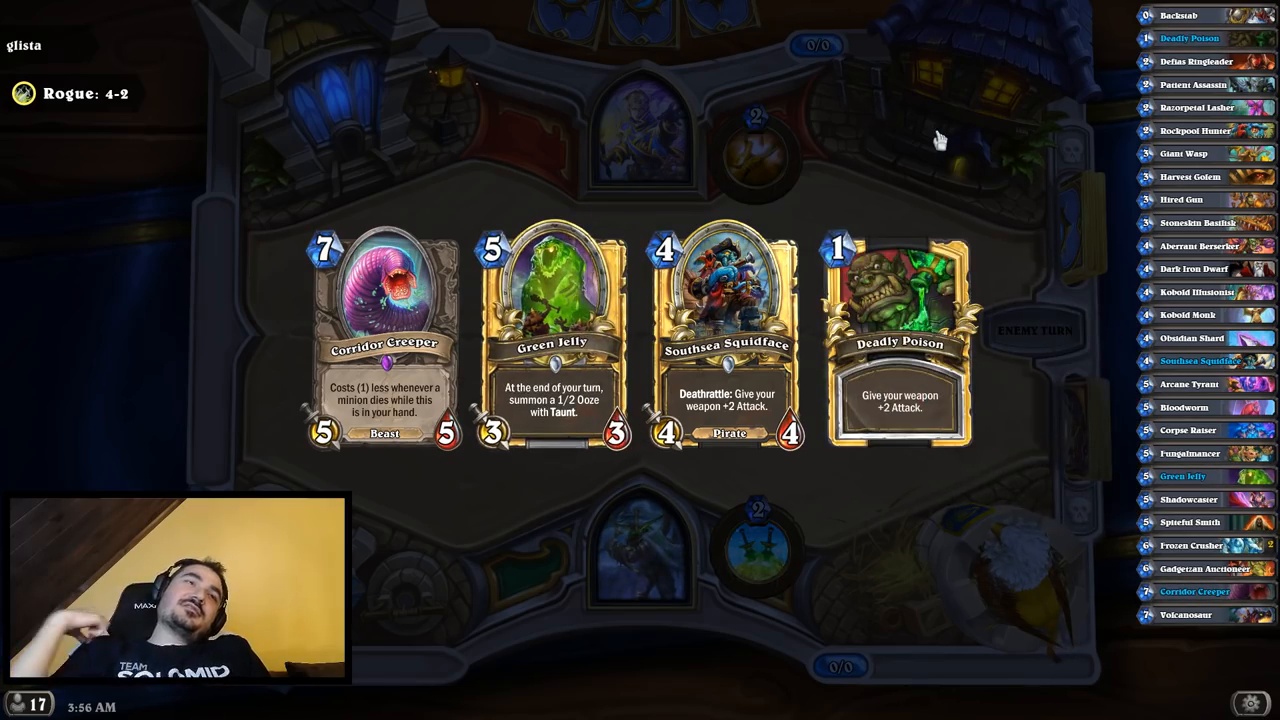 glista
Rogue: 4-2
0/0
2
ENEMY TURN
7
Corridor Creeper
Costs (1) less whenever a
minion dies while this
is in your hand.
5
Beast
5
5
Green Jelly
At the end of your turn,
summon a 1/2 Ooze
with Taunt.
3
3
4
Southsea Squidface
Deathrattle: Give your
weapon +2 Attack.
4
Pirate
4
1
Deadly Poison
Give your weapon
+2 Attack.
2
0/0
MAX
TEAM
SOLOMID
17
3:56 AM
0 Backstab
1 Deadly Poison
2 Defias Ringleader
2 Patient Assassin
2 Razorpetal Lasher
2 Rockpool Hunter
3 Giant Wasp
3 Harvest Golem
3 Hired Gun
3 Stoneskin Basilisk
4 Aberrant Berserker
4 Dark Iron Dwarf
4 Kobold Illusionist
4 Kobold Monk
4 Obsidian Shard
4 Southsea Squidface
5 Arcane Tyrant
5 Bloodworm
5 Corpse Raiser
5 Fungalmancer
5 Green Jelly
5 Shadowcaster
5 Spiteful Smith
6 Frozen Crusher 2
6 Gadgetzan Auctioneer
7 Corridor Creeper
7 Volcanosaur